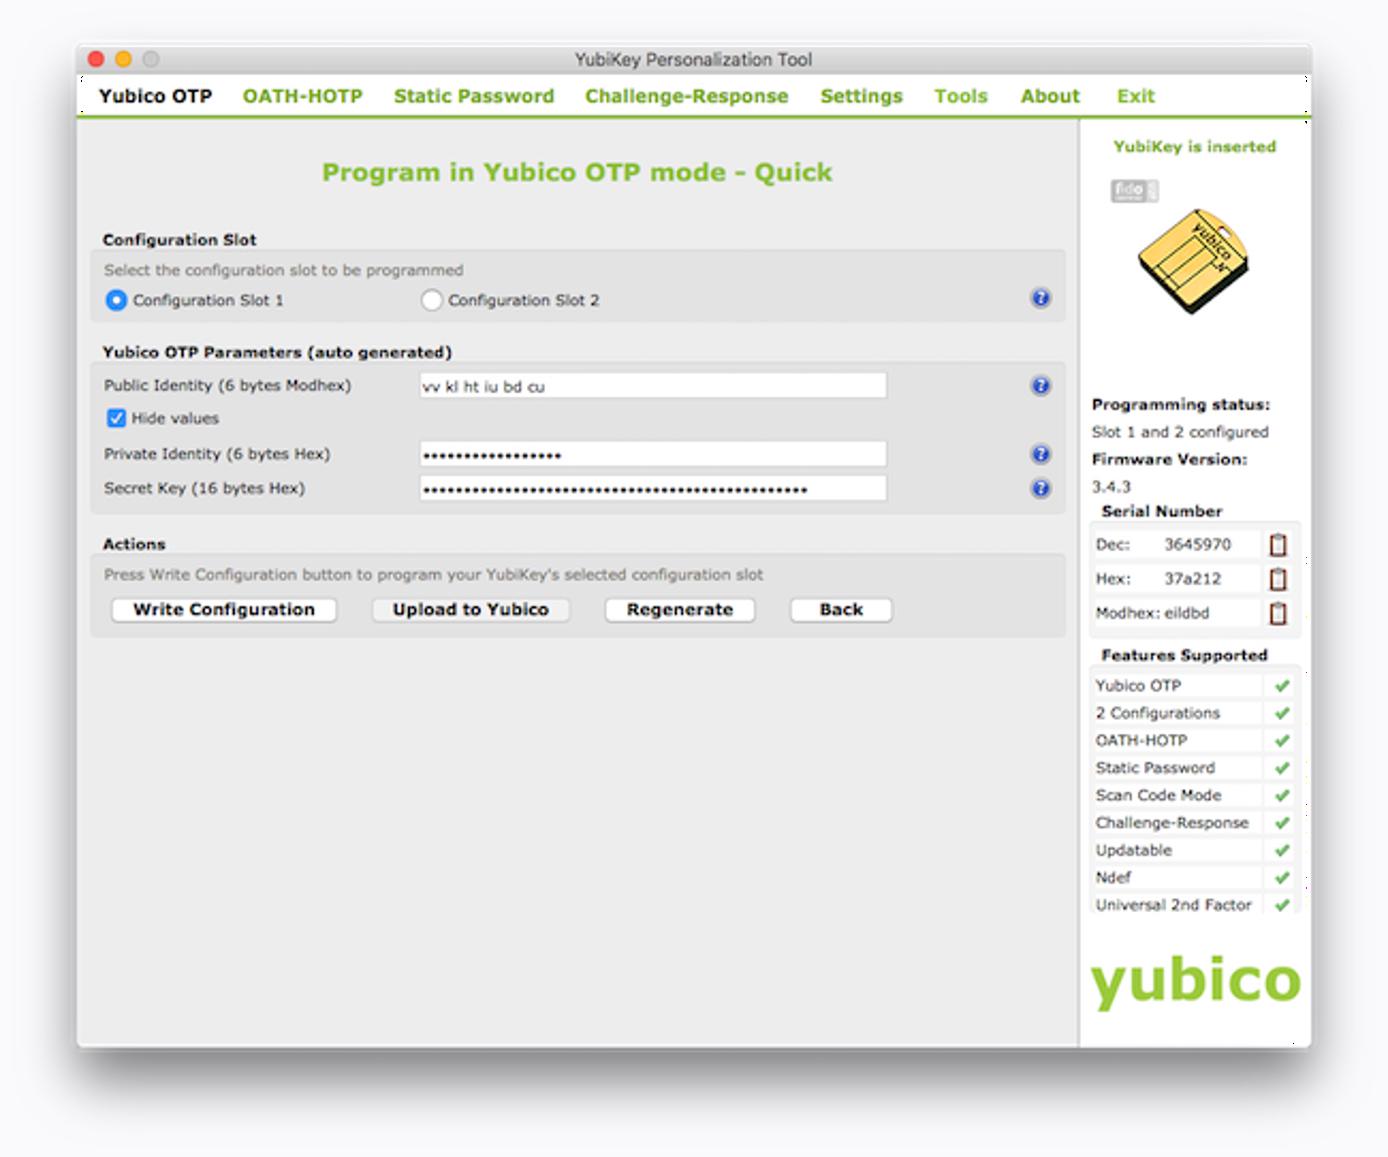 YubiKey Personalization Tool
Yubico OTP OATH-HOTP Static Password Challenge-Response Settings Tools About Exit
Program in Yubico OTP mode - Quick
Configuration Slot
Select the configuration slot to be programmed
Configuration Slot 1 Configuration Slot 2
Yubico OTP Parameters (auto generated)
Public Identity (6 bytes Modhex) vv kl ht iu bd cu
Hide values
Private Identity (6 bytes Hex) •••••••••••••••••
Secret Key (16 bytes Hex) •••••••••••••••••••••••••••••••••••••••••••••••
Actions
Press Write Configuration button to program your YubiKey's selected configuration slot
Write Configuration Upload to Yubico Regenerate Back
YubiKey is inserted
fido
yubico
Programming status:
Slot 1 and 2 configured
Firmware Version:
3.4.3
Serial Number
Dec: 3645970
Hex: 37a212
Modhex: eildbd
Features Supported
Yubico OTP
2 Configurations
OATH-HOTP
Static Password
Scan Code Mode
Challenge-Response
Updatable
Ndef
Universal 2nd Factor
yubico